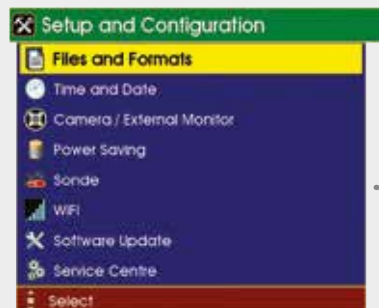 Setup and Configuration
Files and Formats
Time and Date
Camera / External Monitor
Power Saving
Sonde
WiFi
Software Update
Service Centre
Select